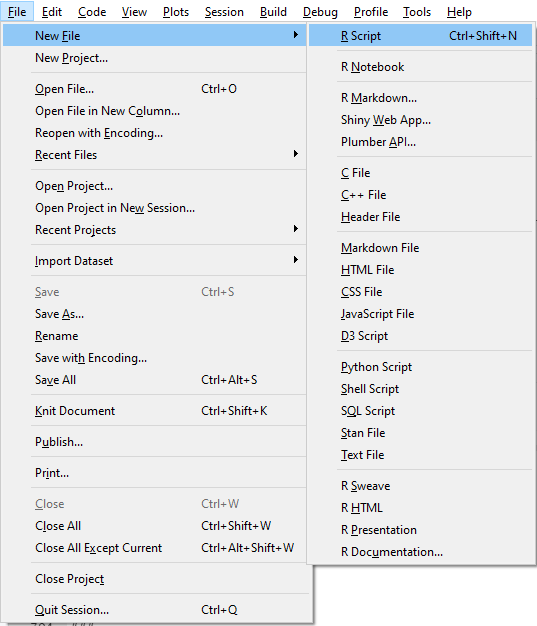 File Edit Code View Plots Session Build Debug Profile Tools Help
New File
New Project...
Open File... Ctrl+O
Open File in New Column...
Reopen with Encoding...
Recent Files
Open Project...
Open Project in New Session...
Recent Projects
Import Dataset
Save Ctrl+S
Save As...
Rename
Save with Encoding...
Save All Ctrl+Alt+S
Knit Document Ctrl+Shift+K
Publish...
Print...
Close Ctrl+W
Close All Ctrl+Shift+W
Close All Except Current Ctrl+Alt+Shift+W
Close Project
Quit Session... Ctrl+Q
R Script Ctrl+Shift+N
R Notebook
R Markdown...
Shiny Web App...
Plumber API...
C File
C++ File
Header File
Markdown File
HTML File
CSS File
JavaScript File
D3 Script
Python Script
Shell Script
SQL Script
Stan File
Text File
R Sweave
R HTML
R Presentation
R Documentation...